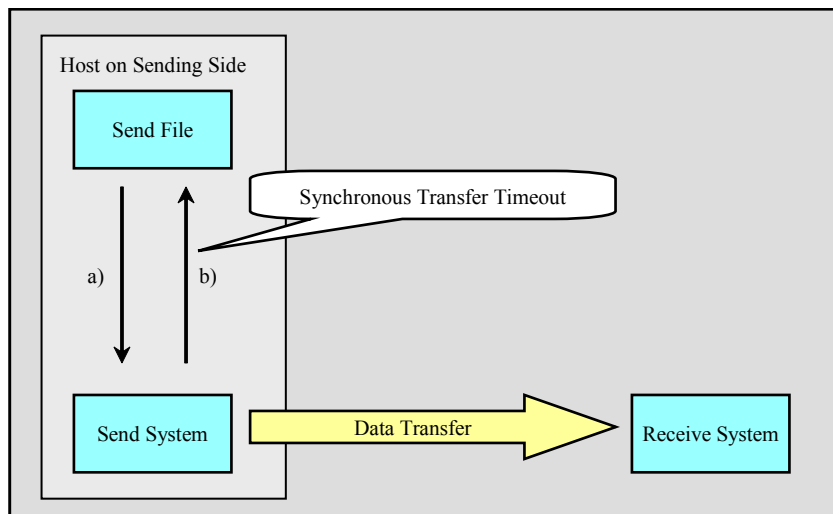 Host on Sending Side
Send File
Synchronous Transfer Timeout
a)
b)
Send System
Data Transfer
Receive System